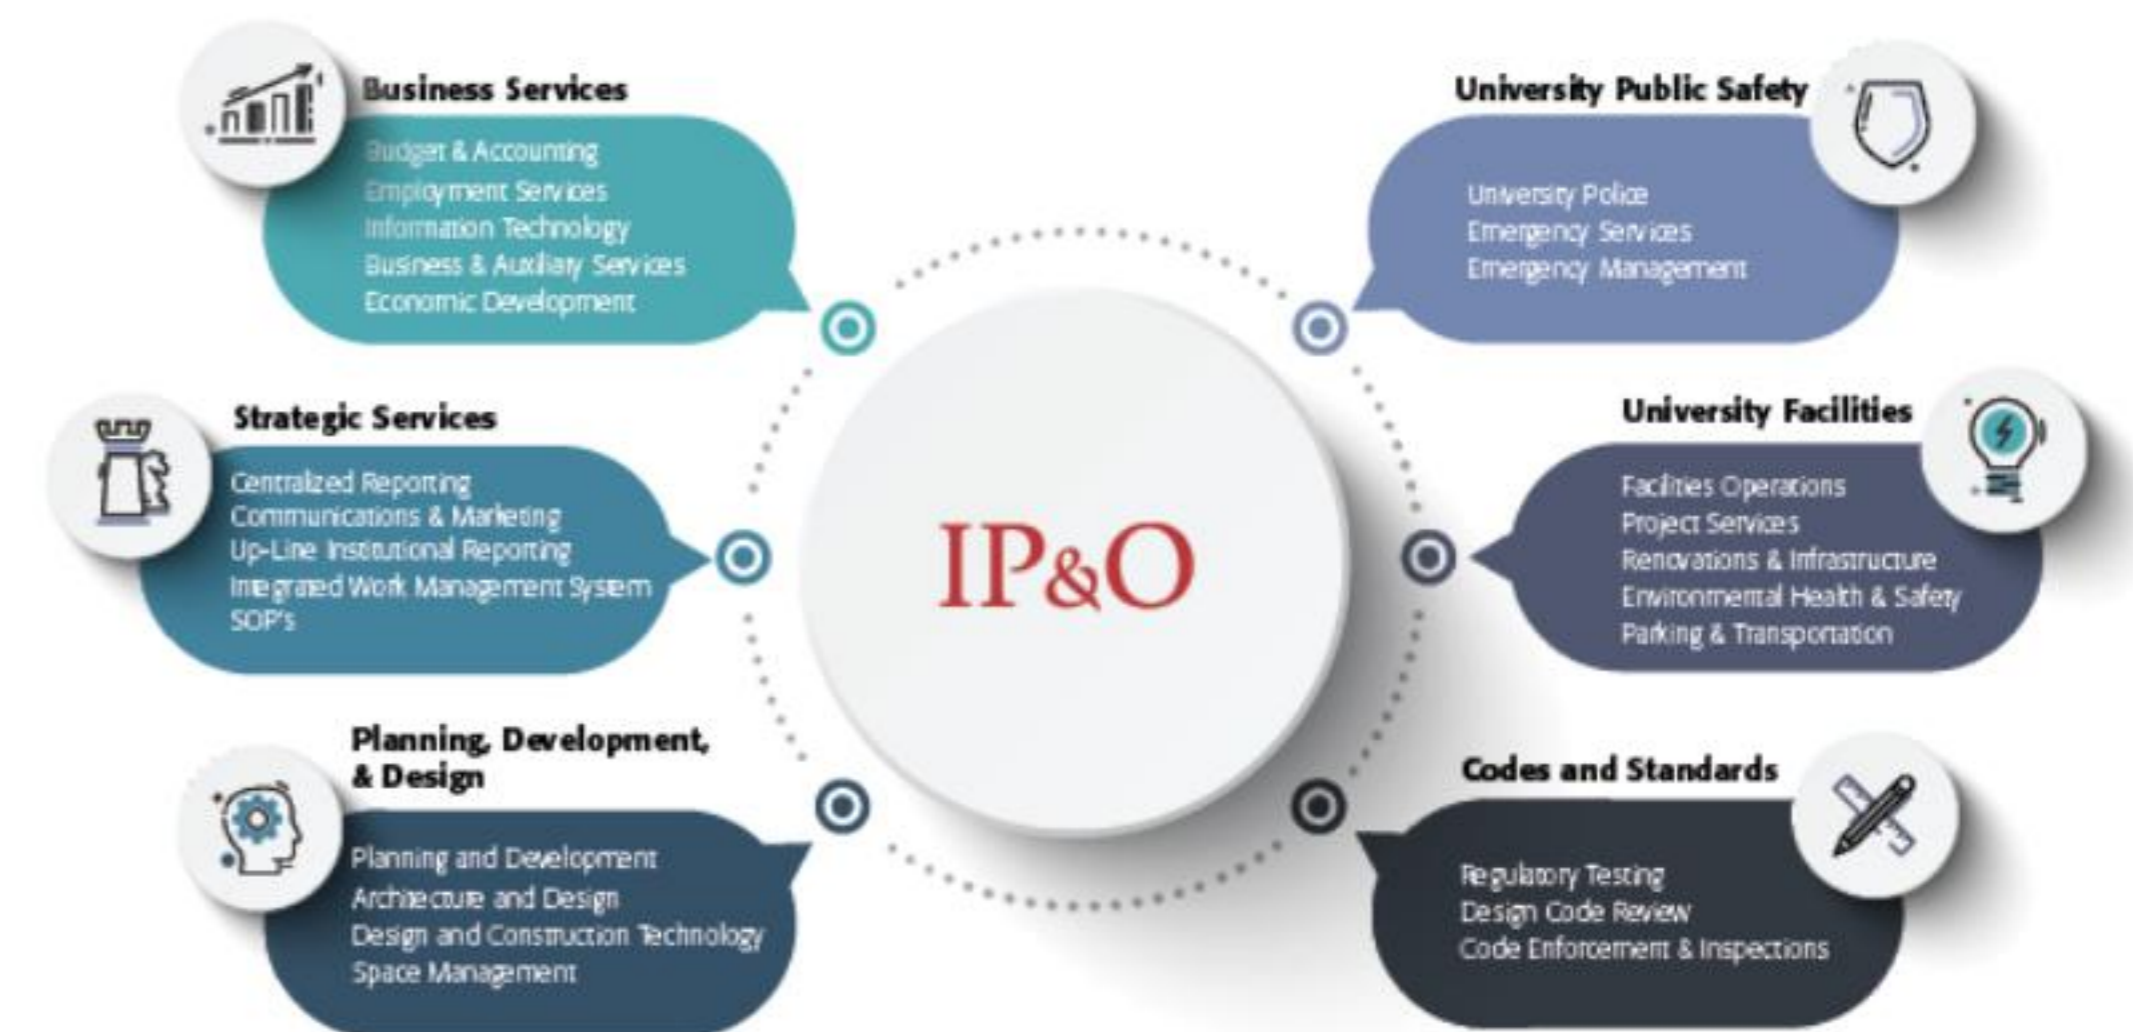 Business Services
Budget & Accounting
Employment Services
Information Technology
Business & Auxiliary Services
Economic Development
Strategic Services
Centralized Reporting
Communications & Marketing
Up-Line Institutional Reporting
Integrated Work Management System
SOP's
Planning, Development,
& Design
Planning and Development
Architecture and Design
Design and Construction Technology
Space Management
IP&O
University Public Safety
University Police
Emergency Services
Emergency Management
University Facilities
Facilities Operations
Project Services
Renovations & Infrastructure
Environmental Health & Safety
Parking & Transportation
Codes and Standards
Regulatory Testing
Design Code Review
Code Enforcement & Inspections